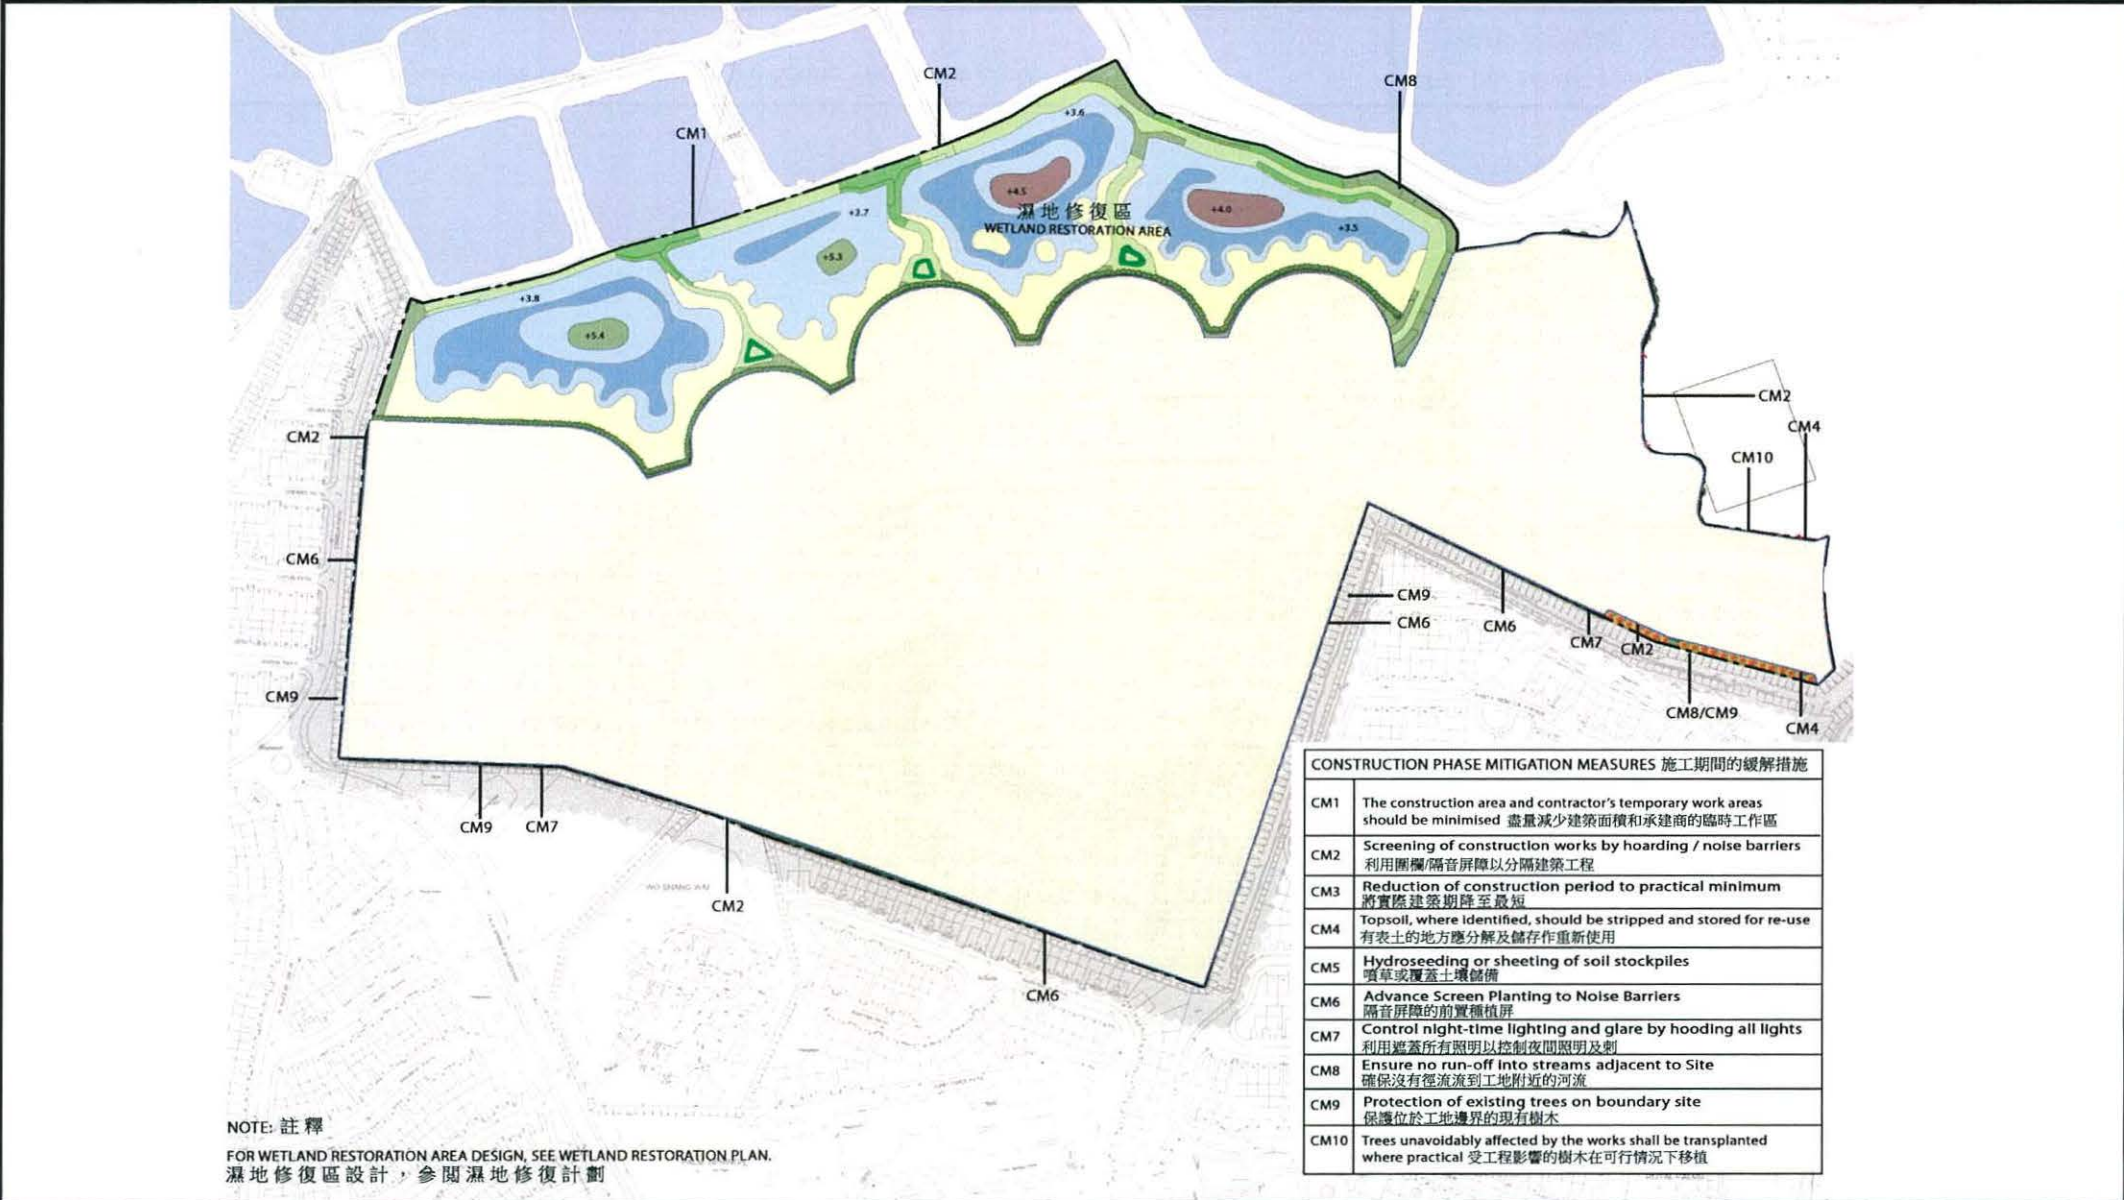 CM2
CM8
CM1
+3.6
+4.5
+3.7
+4.0
濕地修復區
WETLAND RESTORATION AREA
+3.5
+5.3
+3.8
+5.4
CM2
CM4
CM2
CM10
CM6
CM9
CM6
CM6
CM7
CM2
CM9
CM8/CM9
CM4
CM9
CM7
WO SHANG WAI
CM2
CM6
CONSTRUCTION PHASE MITIGATION MEASURES 施工期間的緩解措施
CM1 The construction area and contractor's temporary work areas
should be minimised 盡量減少建築面積和承建商的臨時工作區
CM2 Screening of construction works by hoarding / noise barriers
利用圍欄/隔音屏障以分隔建築工程
CM3 Reduction of construction period to practical minimum
將實際建築期降至最短
CM4 Topsoil, where identified, should be stripped and stored for re-use
有表土的地方應分解及儲存作重新使用
CM5 Hydroseeding or sheeting of soil stockpiles
噴草或覆蓋土壤儲備
CM6 Advance Screen Planting to Noise Barriers
隔音屏障的前置種植屏
CM7 Control night-time lighting and glare by hooding all lights
利用遮蓋所有照明以控制夜間照明及刺
CM8 Ensure no run-off into streams adjacent to Site
確保沒有徑流流到工地附近的河流
CM9 Protection of existing trees on boundary site
保護位於工地邊界的現有樹木
CM10 Trees unavoidably affected by the works shall be transplanted
where practical 受工程影響的樹木在可行情況下移植
NOTE: 註釋
FOR WETLAND RESTORATION AREA DESIGN, SEE WETLAND RESTORATION PLAN.
濕地修復區設計，參閱濕地修復計劃